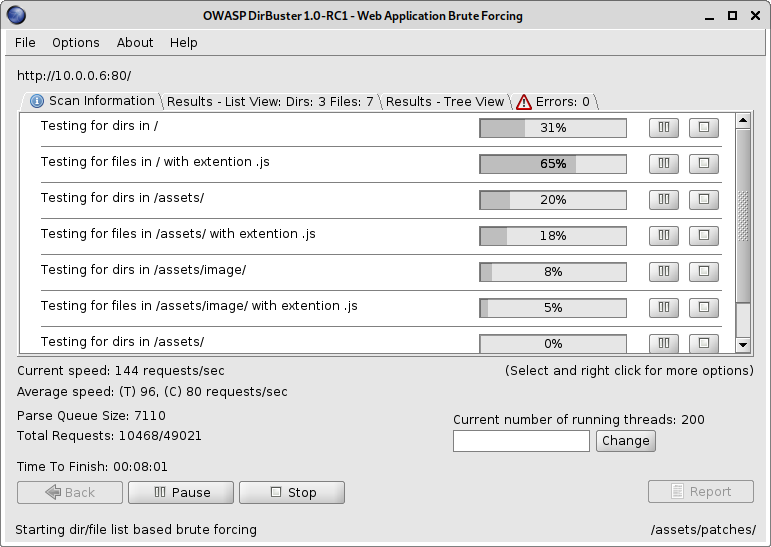 OWASP DirBuster 1.0-RC1 - Web Application Brute Forcing
File Options About Help
http://10.0.0.6:80/
Scan Information Results - List View: Dirs: 3 Files: 7 Results - Tree View Errors: 0
Testing for dirs in / 31%
Testing for files in / with extention .js 65%
Testing for dirs in /assets/ 20%
Testing for files in /assets/ with extention .js 18%
Testing for dirs in /assets/image/ 8%
Testing for files in /assets/image/ with extention .js 5%
Testing for dirs in /assets/ 0%
Current speed: 144 requests/sec (Select and right click for more options)
Average speed: (T) 96, (C) 80 requests/sec
Parse Queue Size: 7110
Current number of running threads: 200
Total Requests: 10468/49021
Change
Time To Finish: 00:08:01
Back Pause Stop Report
Starting dir/file list based brute forcing /assets/patches/